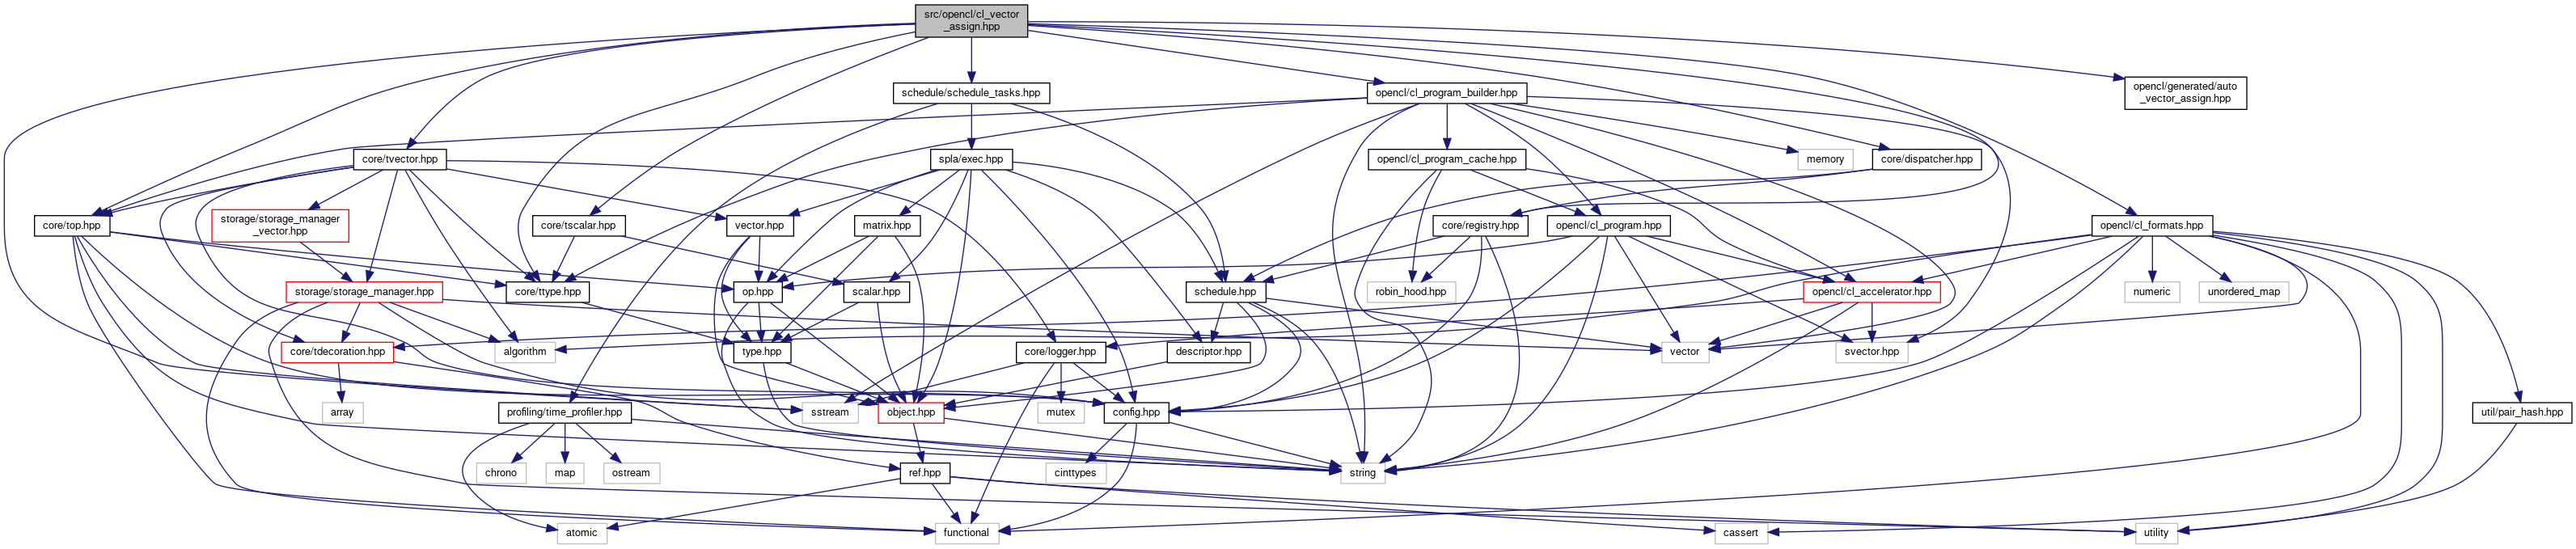 src/opencl/cl_vector
_assign.hpp
schedule/schedule_tasks.hpp
opencl/cl_program_builder.hpp
opencl/generated/auto
_vector_assign.hpp
core/tvector.hpp
spla/exec.hpp
opencl/cl_program_cache.hpp
memory
core/dispatcher.hpp
core/top.hpp
storage/storage_manager
_vector.hpp
core/tscalar.hpp
vector.hpp
matrix.hpp
core/registry.hpp
opencl/cl_program.hpp
opencl/cl_formats.hpp
storage/storage_manager.hpp
core/ttype.hpp
op.hpp
scalar.hpp
schedule.hpp
robin_hood.hpp
opencl/cl_accelerator.hpp
numeric
unordered_map
core/tdecoration.hpp
algorithm
type.hpp
core/logger.hpp
descriptor.hpp
vector
svector.hpp
array
profiling/time_profiler.hpp
sstream
object.hpp
mutex
config.hpp
util/pair_hash.hpp
chrono
map
ostream
ref.hpp
cinttypes
string
atomic
functional
cassert
utility